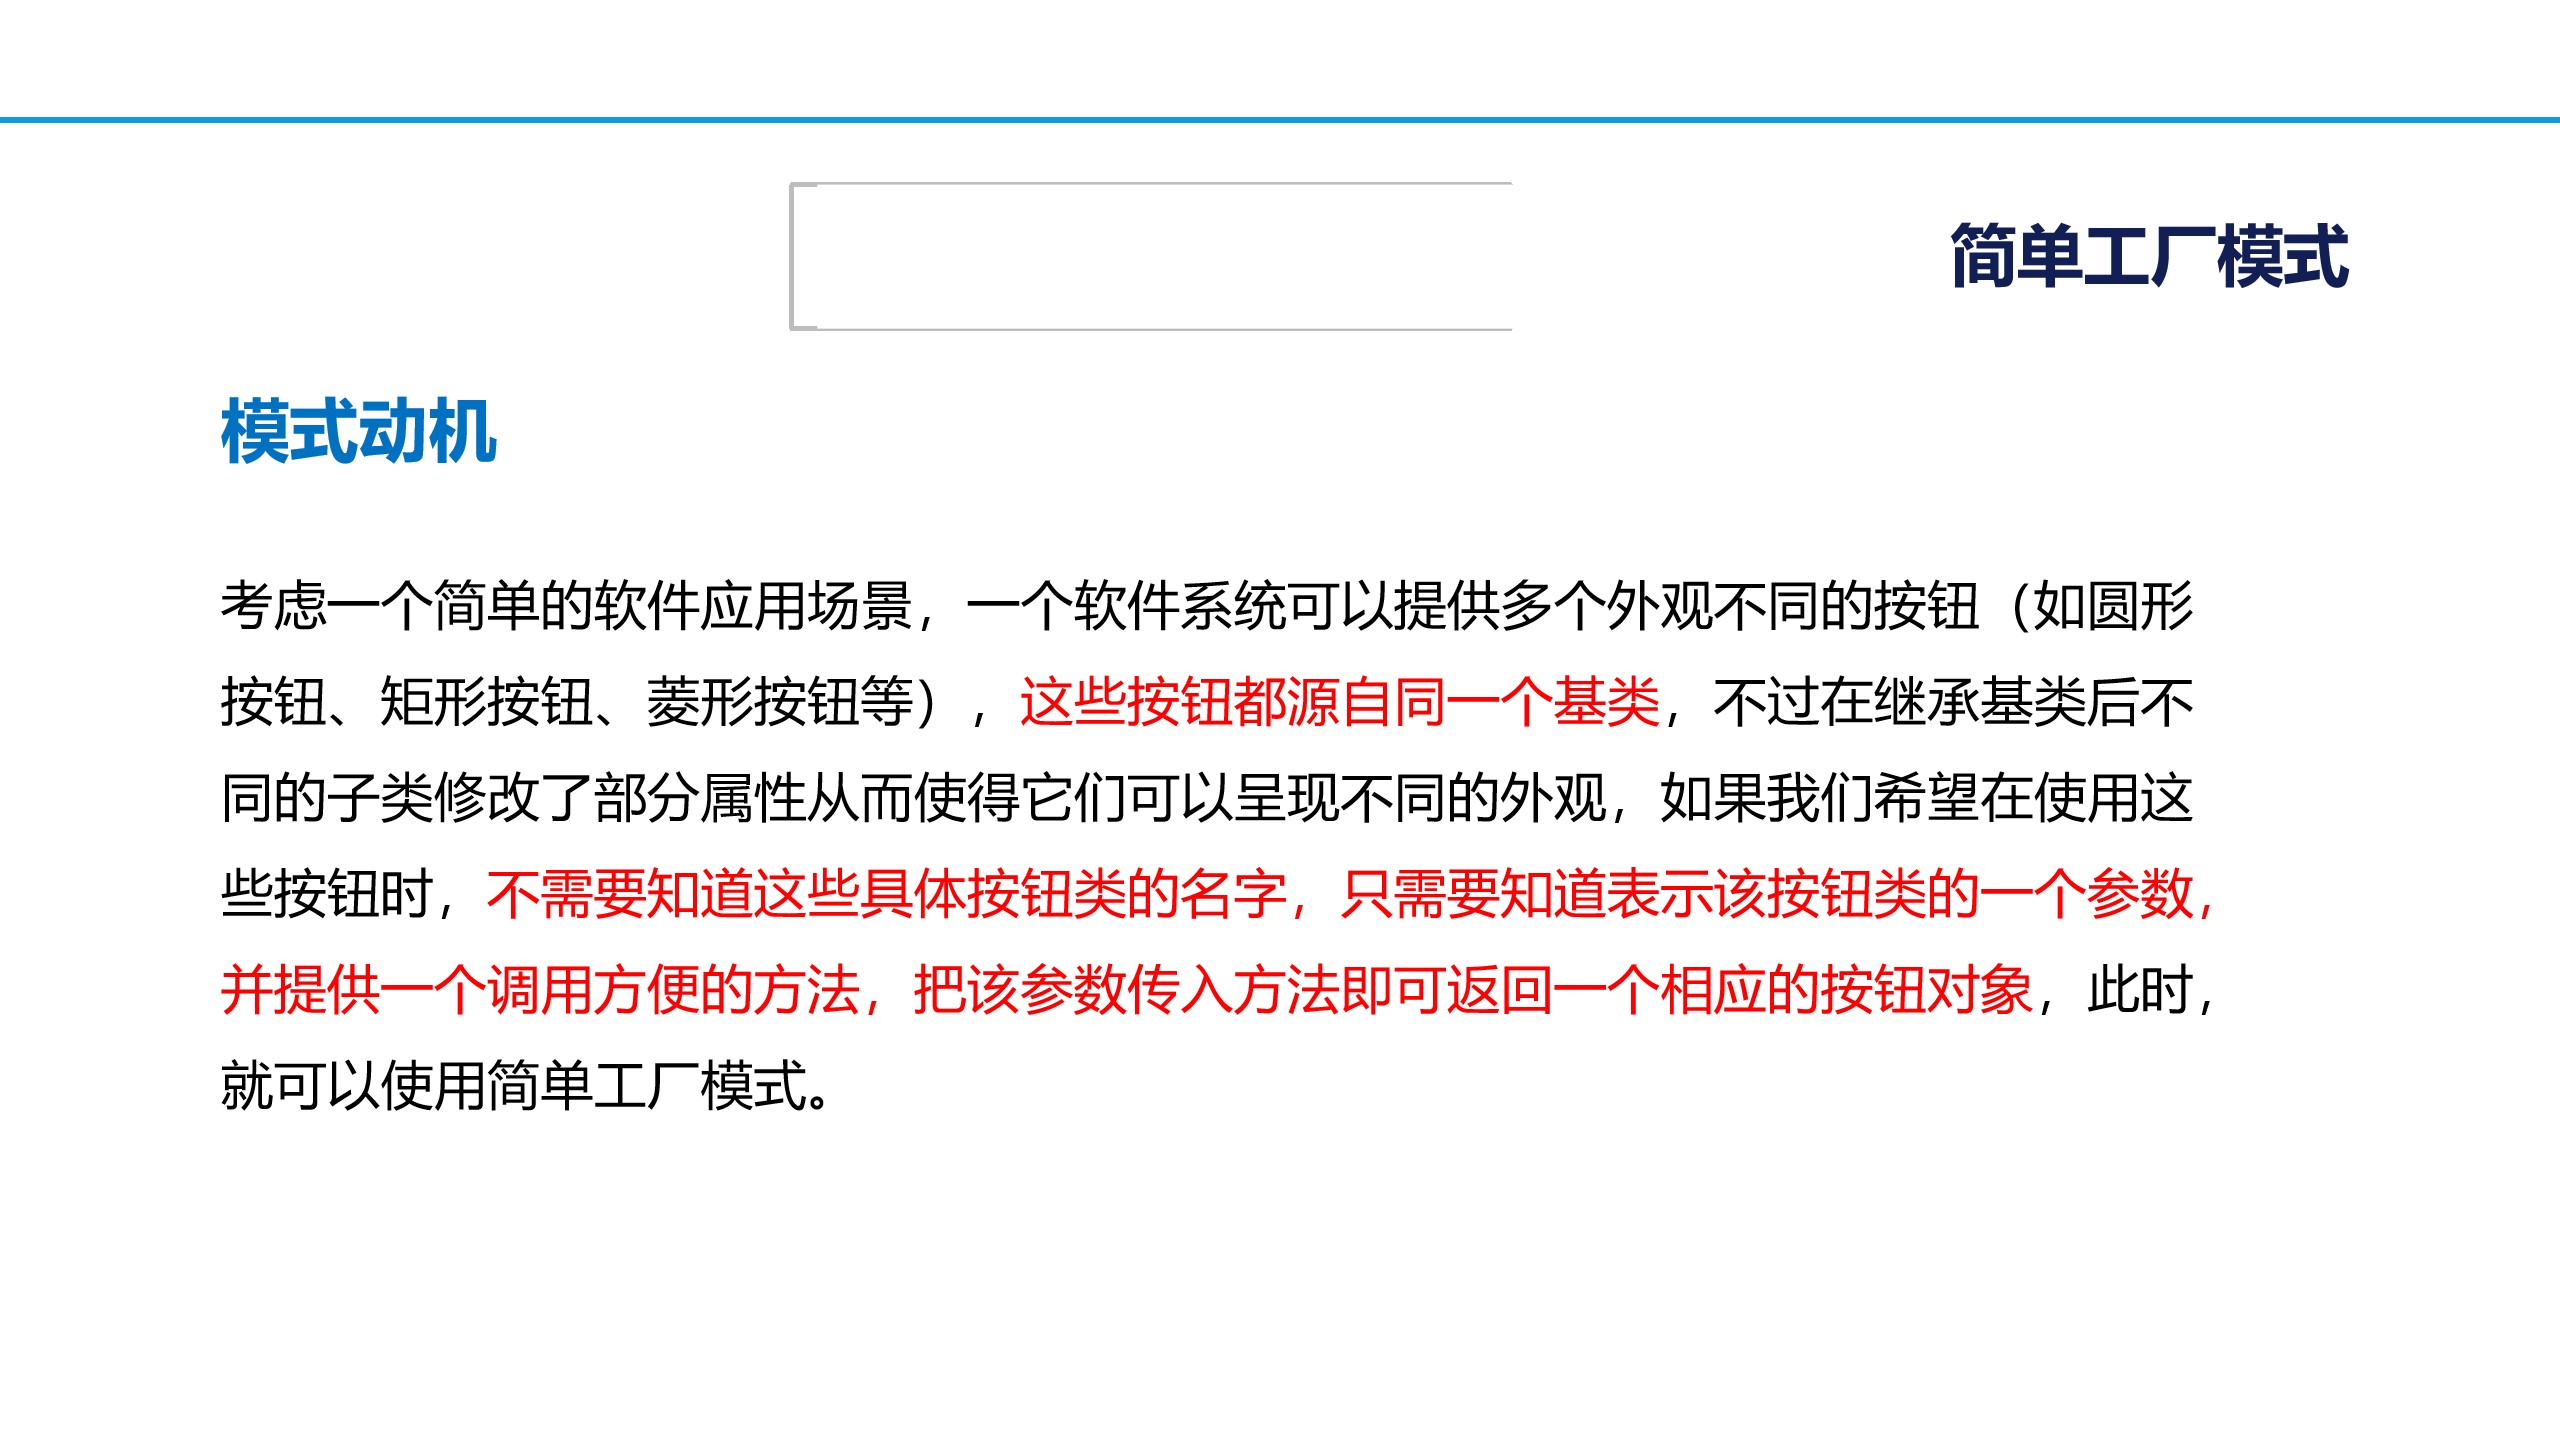 简单工厂模式
模式动机
考虑一个简单的软件应用场景，一个软件系统可以提供多个外观不同的按钮（如圆形
按钮、矩形按钮、菱形按钮等），这些按钮都源自同一个基类，不过在继承基类后不
同的子类修改了部分属性从而使得它们可以呈现不同的外观，如果我们希望在使用这
些按钮时，不需要知道这些具体按钮类的名字，只需要知道表示该按钮类的一个参数，
并提供一个调用方便的方法，把该参数传入方法即可返回一个相应的按钮对象，此时，
就可以使用简单工厂模式。